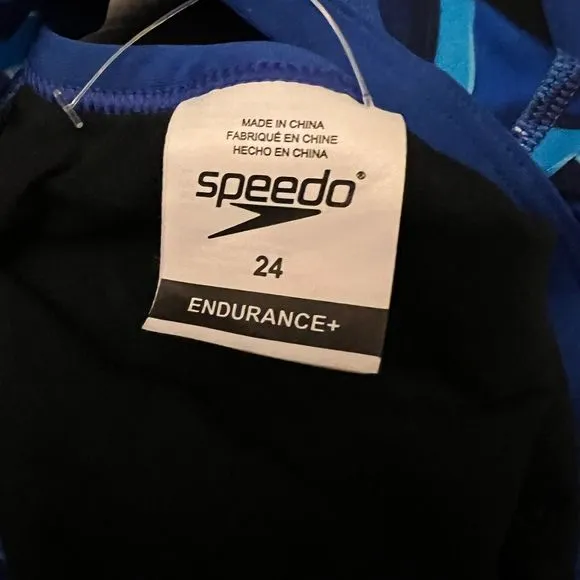 MADE IN CHINA
FABRIQUÉ EN CHINE
HECHO EN CHINA
speedo®
24
ENDURANCE+